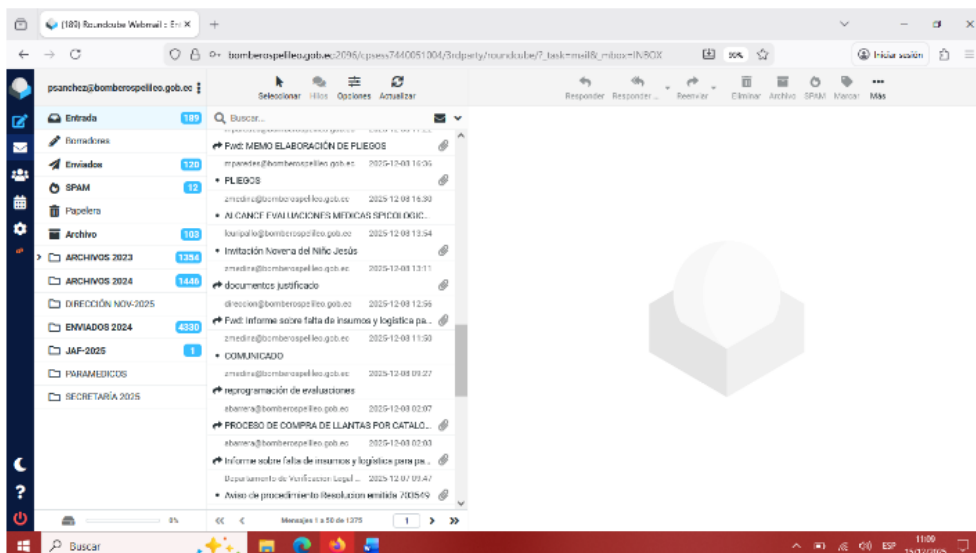 (189) Roundcube Webmail :: En
bomberospelileo.gob.ec:2096/cpsess7440051004/3rdparty/roundcube/?_task=mail&_mbox=INBOX
90%
Iniciar sesión
psanchez@bomberospelileo.gob.ec
Seleccionar Hilos Opciones Actualizar
Responder Responder ... Reenviar Eliminar Archivo SPAM Marcar Más
Entrada 189
Borradores
Enviados 120
SPAM 12
Papelera
Archivo 103
ARCHIVOS 2023 1354
ARCHIVOS 2024 1446
DIRECCIÓN NOV-2025
ENVIADOS 2024 4330
JAF-2025 1
PARAMEDICOS
SECRETARÍA 2025
0%
Buscar...
Fwd: MEMO ELABORACIÓN DE PLIEGOS
mparedes@bomberospelileo.gob.ec 2025-12-08 16:36
PLIEGOS
zmedina@bomberospelileo.gob.ec 2025-12-08 16:30
ALCANCE EVALUACIONES MEDICAS SPICOLOGIC...
2025-12-08 13:54
Invitación Novena del Niño Jesús
zmedina@bomberospelileo.gob.ec 2025-12-08 13:11
documentos justificado
direccion@bomberospelileo.gob.ec 2025-12-08 12:56
Fwd: Informe sobre falta de insumos y logística pa...
zmedina@bomberospelileo.gob.ec 2025-12-08 11:50
COMUNICADO
zmedina@bomberospelileo.gob.ec 2025-12-08 09:27
reprogramación de evaluaciones
abarrera@bomberospelileo.gob.ec 2025-12-08 02:07
PROCESO DE COMPRA DE LLANTAS POR CATALO...
abarrera@bomberospelileo.gob.ec 2025-12-08 02:03
Informe sobre falta de insumos y logística para pa...
Departamento de Verificacion Legal ... 2025-12-07 09:47
Aviso de procedimiento Resolucion emitida 703549
Mensajes 1 a 50 de 1275
1
Buscar
ESP
11:00
15/12/2025